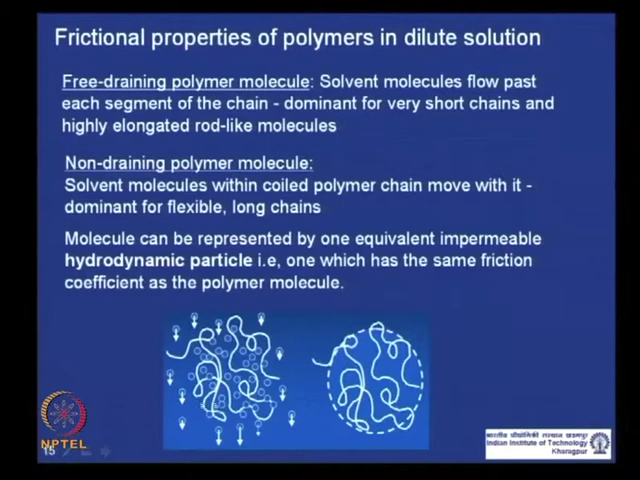 Frictional properties of polymers in dilute solution
Free-draining polymer molecule: Solvent molecules flow past
each segment of the chain - dominant for very short chains and
highly elongated rod-like molecules
Non-draining polymer molecule:
Solvent molecules within coiled polymer chain move with it -
dominant for flexible, long chains
Molecule can be represented by one equivalent impermeable
hydrodynamic particle i.e, one which has the same friction
coefficient as the polymer molecule.
NPTEL
15
भारतीय प्रौद्योगिकी संस्थान खड़गपुर
Indian Institute of Technology
Kharagpur